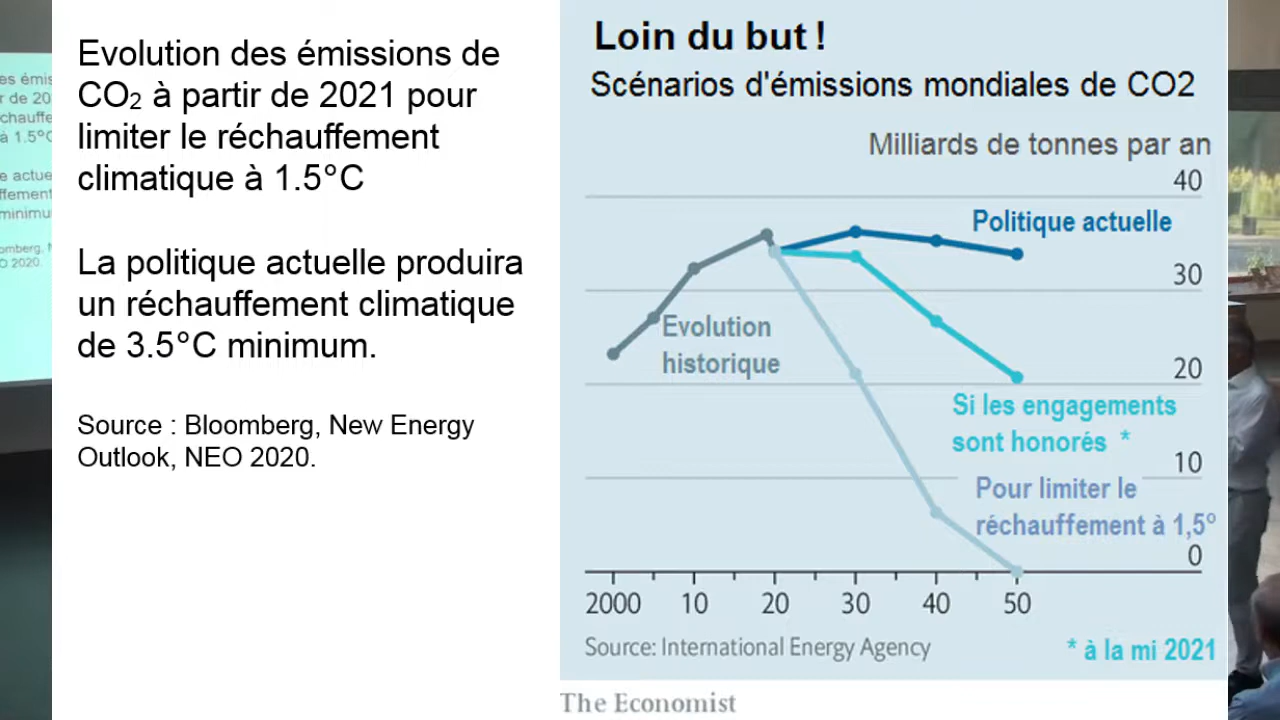 Evolution des émissions de
CO₂ à partir de 2021 pour
limiter le réchauffement
climatique à 1.5°C
La politique actuelle produira
un réchauffement climatique
de 3.5°C minimum.
Source : Bloomberg, New Energy
Outlook, NEO 2020.
Loin du but !
Scénarios d'émissions mondiales de CO2
Milliards de tonnes par an
40
Politique actuelle
30
Evolution
historique
20
Si les engagements
sont honorés *
10
Pour limiter le
réchauffement à 1,5º
0
2000 10 20 30 40 50
Source: International Energy Agency
* à la mi 2021
The Economist